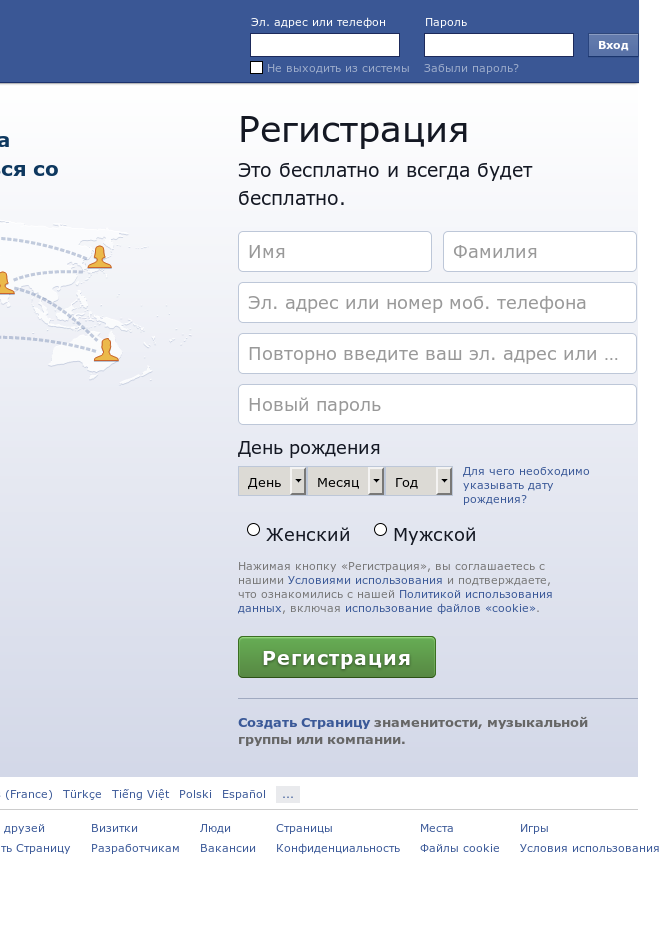 Эл. адрес или телефон
Пароль
Вход
Не выходить из системы
Забыли пароль?
а
ся со
Регистрация
Это бесплатно и всегда будет
бесплатно.
Имя
Фамилия
Эл. адрес или номер моб. телефона
Повторно введите ваш эл. адрес или ...
Новый пароль
День рождения
День
Месяц
Год
Для чего необходимо
указывать дату
рождения?
Женский
Мужской
Нажимая кнопку «Регистрация», вы соглашаетесь с
нашими Условиями использования и подтверждаете,
что ознакомились с нашей Политикой использования
данных, включая использование файлов «cookie».
Регистрация
Создать Страницу знаменитости, музыкальной
группы или компании.
(France) Türkçe Tiếng Việt Polski Español ...
друзей Визитки Люди Страницы Места Игры
ть Страницу Разработчикам Вакансии Конфиденциальность Файлы cookie Условия использования